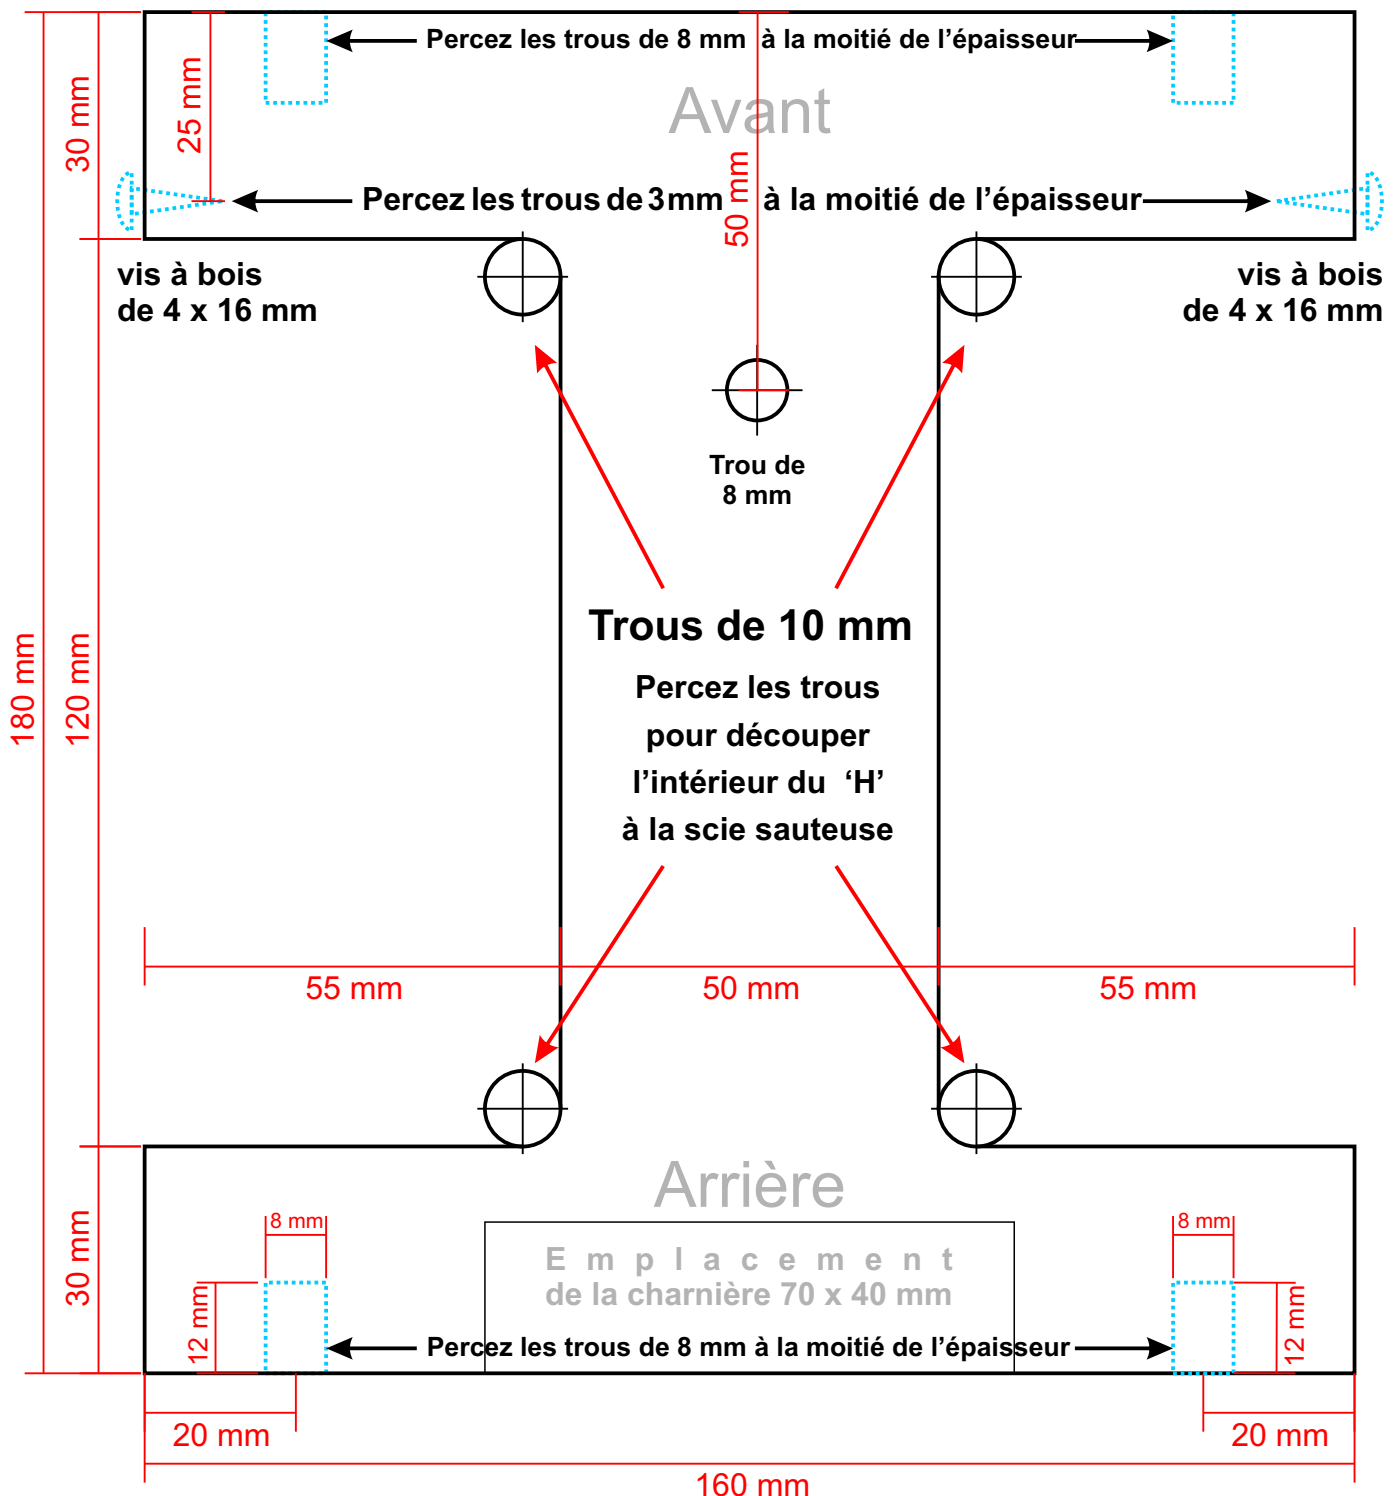 Percez les trous de 8 mm à la moitié de l’épaisseur
30 mm
25 mm
Avant
50 mm
Percez les trous de 3mm à la moitié de l’épaisseur
vis à bois
de 4 x 16 mm
vis à bois
de 4 x 16 mm
Trou de
8 mm
Trous de 10 mm
Percez les trous
pour découper
l’intérieur du ‘H’
à la scie sauteuse
180 mm
120 mm
55 mm
50 mm
55 mm
Arrière
8 mm
8 mm
Emplacement
de la charnière 70 x 40 mm
30 mm
12 mm
12 mm
Percez les trous de 8 mm à la moitié de l’épaisseur
20 mm
20 mm
160 mm